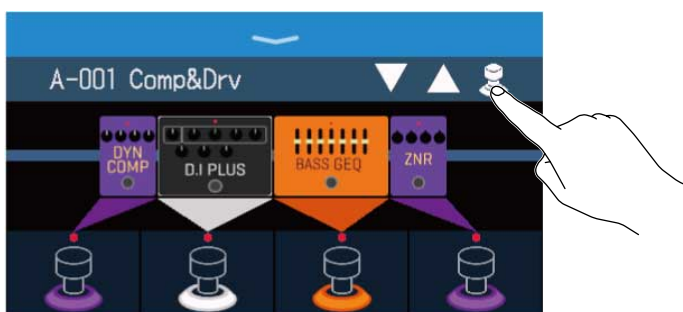 A-001 Comp&Drv
DYN
COMP
D.I PLUS
BASS GEQ
ZNR